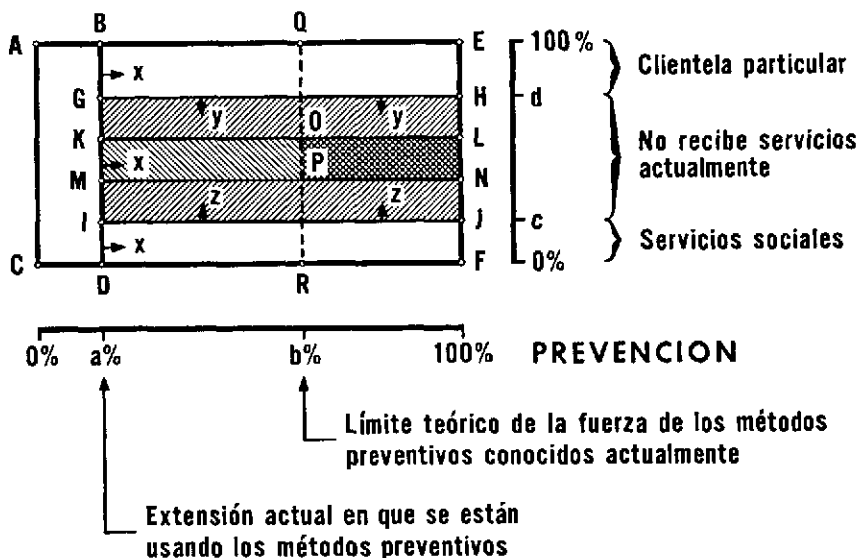 B Q
A E 100%
x Clientela particular
G H d
y O y
K L No recibe servicios
x P actualmente
M N
z z
I J c
x Servicios sociales
C F 0%
D R
0% a% b% 100% PREVENCION
Límite teórico de la fuerza de los métodos
preventivos conocidos actualmente
Extensión actual en que se están
usando los métodos preventivos